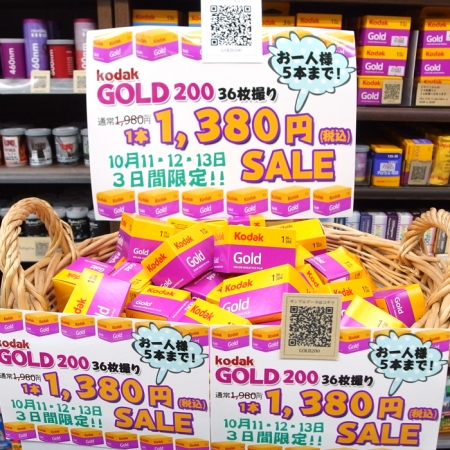 kodak
GOLD 200 36枚撮り
お一人様
5本まで!
通常1,980円
1本1,380円(税込)
10月11・12・13日
3日間限定!!
SALE
Kodak
Gold
Kodak
Gold
Kodak
Gold
お一人様
5本まで!
kodak
GOLD 200 36枚撮り
通常1,980円
1本1,380円(税込)
10月11・12・13日
3日間限定!!
SALE
お一人様
5本まで!
kodak
GOLD 200 36枚撮り
通常1,980円
1本1,380円(税込)
10月11・12・13日
3日間限定!!
SALE